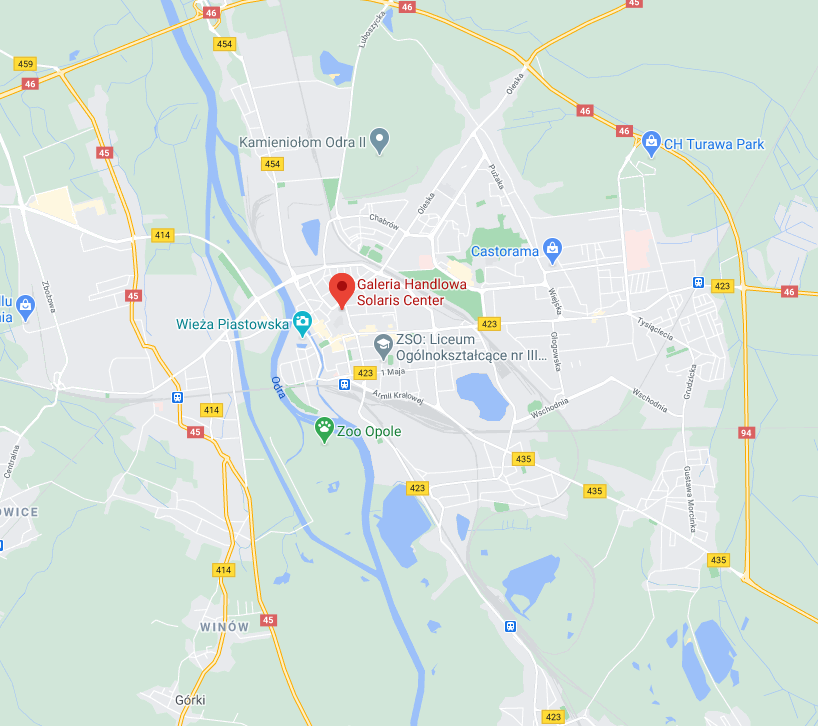 46
46
45
454
459
46
Luboszycka
Oleska
46
46
45
Kamieniołom Odra II
CH Turawa Park
454
Pużaka
Oleska
Chabrów
414
Castorama
Zbożowa
45
Galeria Handlowa
Solaris Center
423
46
Wiejska
llu
nia
Wieża Piastowska
423
Tysiąclecia
ZSO: Liceum
Ogólnokształcące nr III...
Głogowska
423
1 Maja
Odra
Armii Krajowej
Grudzicka
Wschodnia
Wschodnia
414
45
Zoo Opole
94
Centralna
435
423
435
Gustawa Morcinka
OWICE
414
435
45
WINÓW
Górki
423